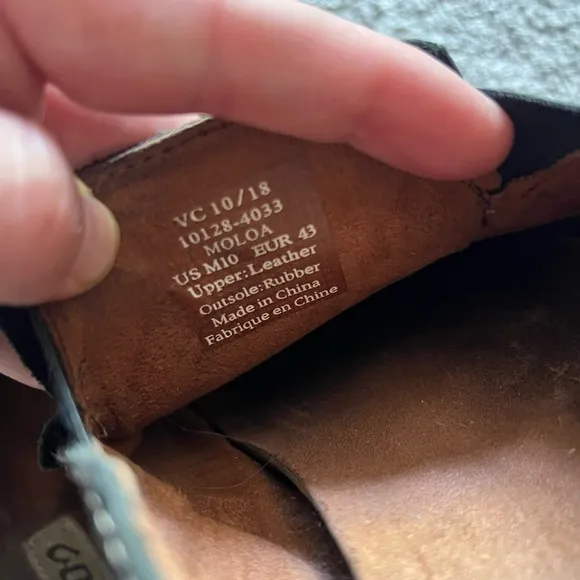 VC 10/18
10128-4033
MOLOA
US M10 EUR 43
Upper:Leather
Outsole:Rubber
Made in China
Fabrique en Chine